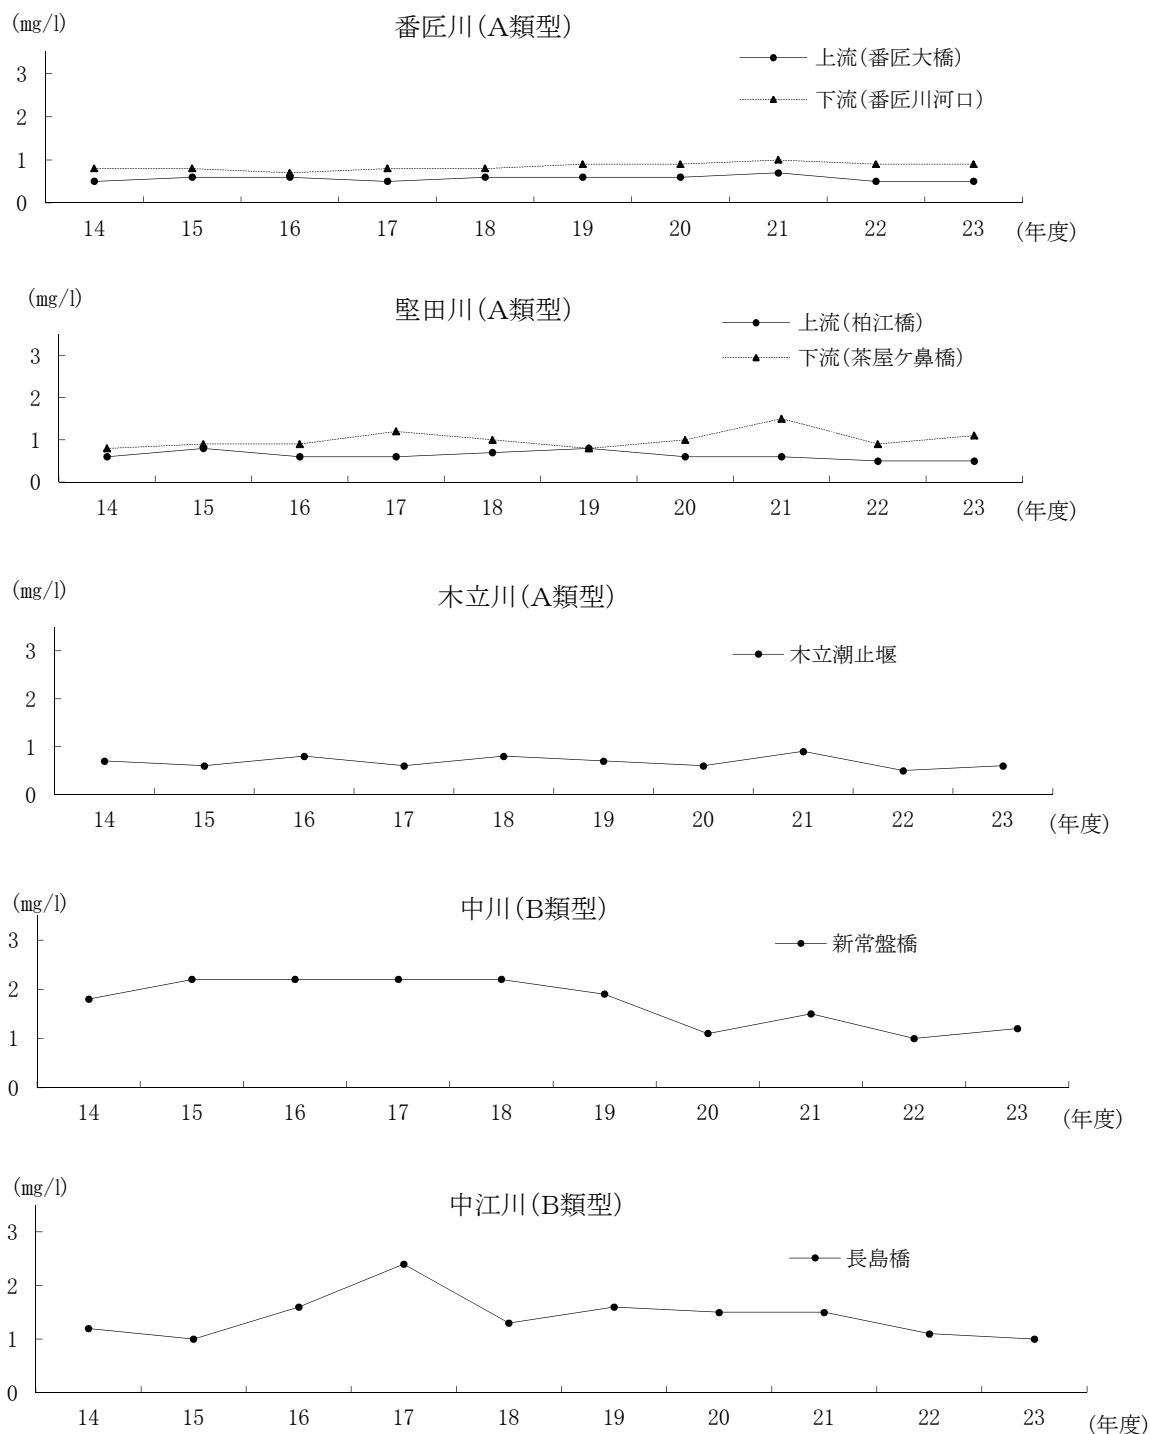 (mg/l)
番匠川(A類型)
上流(番匠大橋)
下流(番匠川河口)
3
2
1
0
14 15 16 17 18 19 20 21 22 23 (年度)
(mg/l)
堅田川(A類型)
上流(柏江橋)
下流(茶屋ケ鼻橋)
3
2
1
0
14 15 16 17 18 19 20 21 22 23 (年度)
(mg/l)
木立川(A類型)
木立潮止堰
3
2
1
0
14 15 16 17 18 19 20 21 22 23 (年度)
(mg/l)
中川(B類型)
新常盤橋
3
2
1
0
14 15 16 17 18 19 20 21 22 23 (年度)
(mg/l)
中江川(B類型)
長島橋
3
2
1
0
14 15 16 17 18 19 20 21 22 23 (年度)